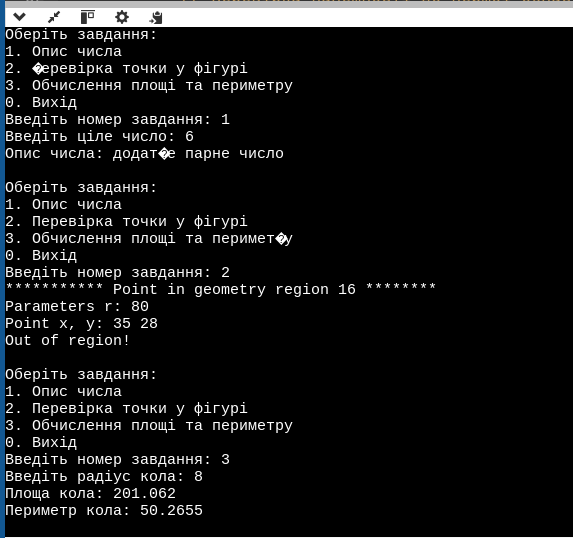 Оберіть завдання:
1. Опис числа
2. �еревірка точки у фігурі
3. Обчислення площі та периметру
0. Вихід
Введіть номер завдання: 1
Введіть ціле число: 6
Опис числа: додат�е парне число
Оберіть завдання:
1. Опис числа
2. Перевірка точки у фігурі
3. Обчислення площі та перимет�у
0. Вихід
Введіть номер завдання: 2
*********** Point in geometry region 16 ********
Parameters r: 80
Point x, y: 35 28
Out of region!
Оберіть завдання:
1. Опис числа
2. Перевірка точки у фігурі
3. Обчислення площі та периметру
0. Вихід
Введіть номер завдання: 3
Введіть радіус кола: 8
Площа кола: 201.062
Периметр кола: 50.2655